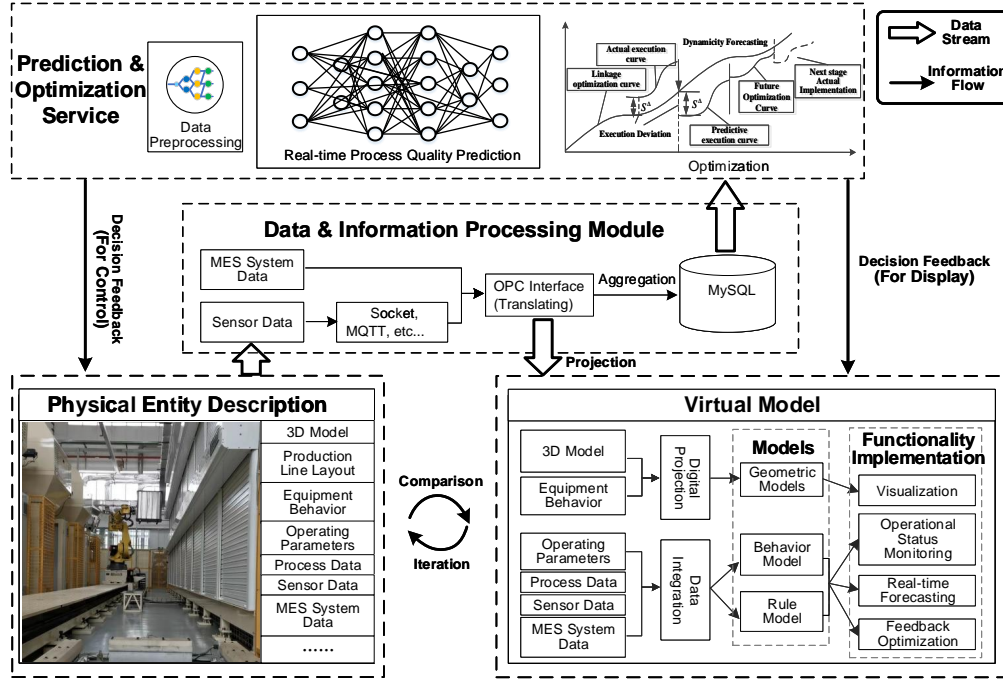 Prediction &
Optimization
Service
Data
Preprocessing
Real-time Process Quality Prediction
Actual execution
curve
Linkage
optimization curve
Dynamicity Forecasting
Future
Optimization
Curve
Next stage
Actual
Implementation
S^Δ
S^Δ
Execution Deviation
Predictive
execution curve
Optimization
Data
Stream
Information
Flow
Decision Feedback
(For Control)
Data & Information Processing Module
MES System
Data
Sensor Data
Socket,
MQTT, etc...
OPC Interface
(Translating)
Aggregation
MySQL
Decision Feedback
(For Display)
Projection
Physical Entity Description
3D Model
Production
Line Layout
Equipment
Behavior
Operating
Parameters
Process Data
Sensor Data
MES System
Data
......
Comparison
Iteration
Virtual Model
3D Model
Equipment
Behavior
Digital
Projection
Operating
Parameters
Process Data
Sensor Data
MES System
Data
Data
Integration
Models
Geometric
Models
Behavior
Model
Rule
Model
Functionality
Implementation
Visualization
Operational
Status
Monitoring
Real-time
Forecasting
Feedback
Optimization